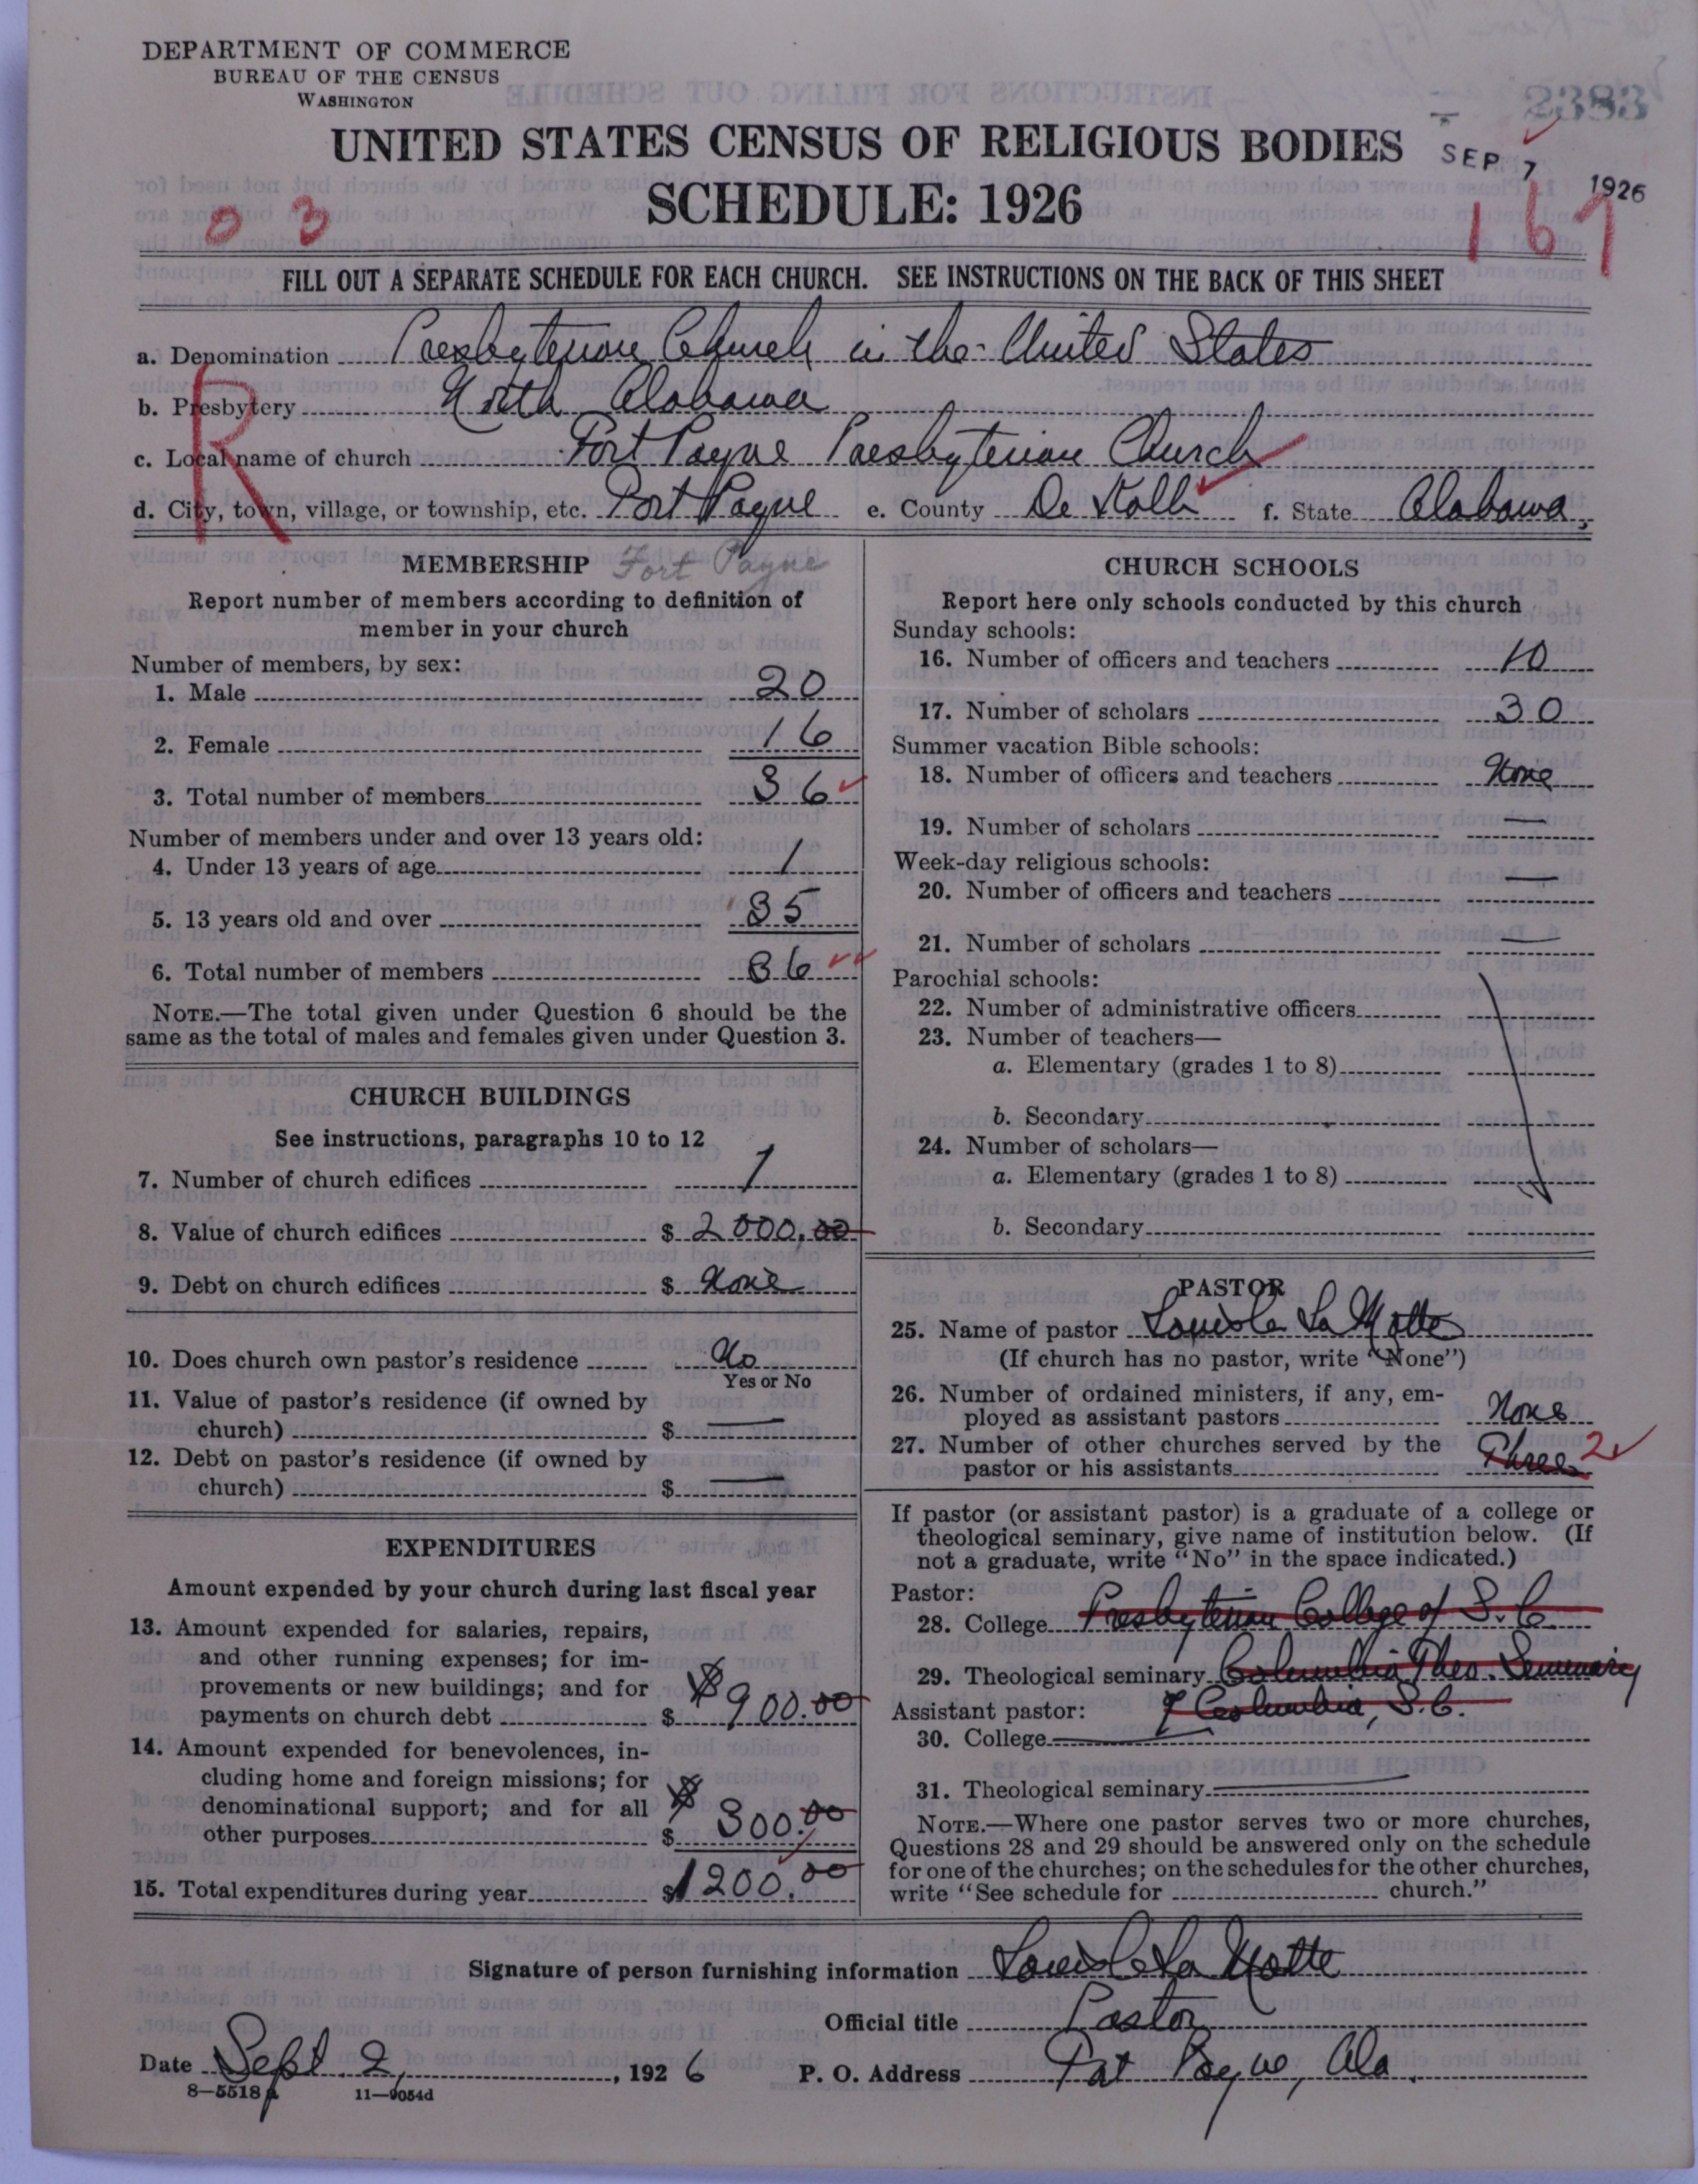 DEPARTMENT OF COMMERCE
BUREAU OF THE CENSUS
WASHINGTON
2383
UNITED STATES CENSUS OF RELIGIOUS BODIES
SEP 7 1926
SCHEDULE: 1926
0 3
167
FILL OUT A SEPARATE SCHEDULE FOR EACH CHURCH. SEE INSTRUCTIONS ON THE BACK OF THIS SHEET
a. Denomination Presbyterian Church in the United States
b. Presbytery North Alabama
R
c. Local name of church Fort Payne Presbyterian Church
d. City, town, village, or township, etc. Fort Payne e. County De Kalb f. State Alabama.
MEMBERSHIP Fort Payne
Report number of members according to definition of
member in your church
Number of members, by sex:
1. Male 20
2. Female 16
3. Total number of members 36
Number of members under and over 13 years old:
4. Under 13 years of age 1
5. 13 years old and over 35
6. Total number of members 36
NOTE.—The total given under Question 6 should be the
same as the total of males and females given under Question 3.
CHURCH BUILDINGS
See instructions, paragraphs 10 to 12
7. Number of church edifices 1
8. Value of church edifices $ 2000.00
9. Debt on church edifices $ None
10. Does church own pastor's residence No
Yes or No
11. Value of pastor's residence (if owned by
church) $ —
12. Debt on pastor's residence (if owned by
church) $ —
EXPENDITURES
Amount expended by your church during last fiscal year
13. Amount expended for salaries, repairs,
and other running expenses; for im-
provements or new buildings; and for
payments on church debt $ $900.00
14. Amount expended for benevolences, in-
cluding home and foreign missions; for
denominational support; and for all
other purposes $ $300.00
15. Total expenditures during year $1200.00
CHURCH SCHOOLS
Report here only schools conducted by this church
Sunday schools:
16. Number of officers and teachers 10
17. Number of scholars 30
Summer vacation Bible schools:
18. Number of officers and teachers None
19. Number of scholars —
Week-day religious schools:
20. Number of officers and teachers —
21. Number of scholars —
Parochial schools:
22. Number of administrative officers
23. Number of teachers—
a. Elementary (grades 1 to 8)
b. Secondary
24. Number of scholars—
a. Elementary (grades 1 to 8)
b. Secondary
PASTOR
25. Name of pastor Louis C. La Motte
(If church has no pastor, write "None")
26. Number of ordained ministers, if any, em-
ployed as assistant pastors None
27. Number of other churches served by the
pastor or his assistants Three 2
If pastor (or assistant pastor) is a graduate of a college or
theological seminary, give name of institution below. (If
not a graduate, write "No" in the space indicated.)
Pastor:
28. College Presbyterian College of S.C.
29. Theological seminary Columbia Theo. Seminary
Assistant pastor: Columbia, S.C.
30. College
31. Theological seminary
NOTE.—Where one pastor serves two or more churches,
Questions 28 and 29 should be answered only on the schedule
for one of the churches; on the schedules for the other churches,
write "See schedule for church."
Signature of person furnishing information Louis C. La Motte
Official title Pastor
Date Sept. 2, 1926 P. O. Address Fort Payne, Ala.
8—5518 11—9054d